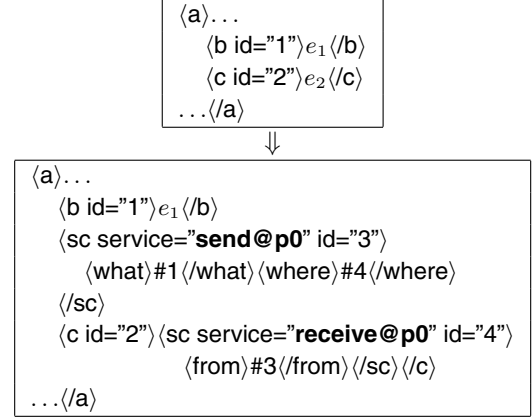 ⟨a⟩...
⟨b id=”1”⟩e₁⟨/b⟩
⟨c id=”2”⟩e₂⟨/c⟩
...⟨/a⟩
⇓
⟨a⟩...
⟨b id=”1”⟩e₁⟨/b⟩
⟨sc service=”send@p0” id=”3”⟩
⟨what⟩#1⟨/what⟩⟨where⟩#4⟨/where⟩
⟨/sc⟩
⟨c id=”2”⟩⟨sc service=”receive@p0” id=”4”⟩
⟨from⟩#3⟨/from⟩⟨/sc⟩⟨/c⟩
...⟨/a⟩